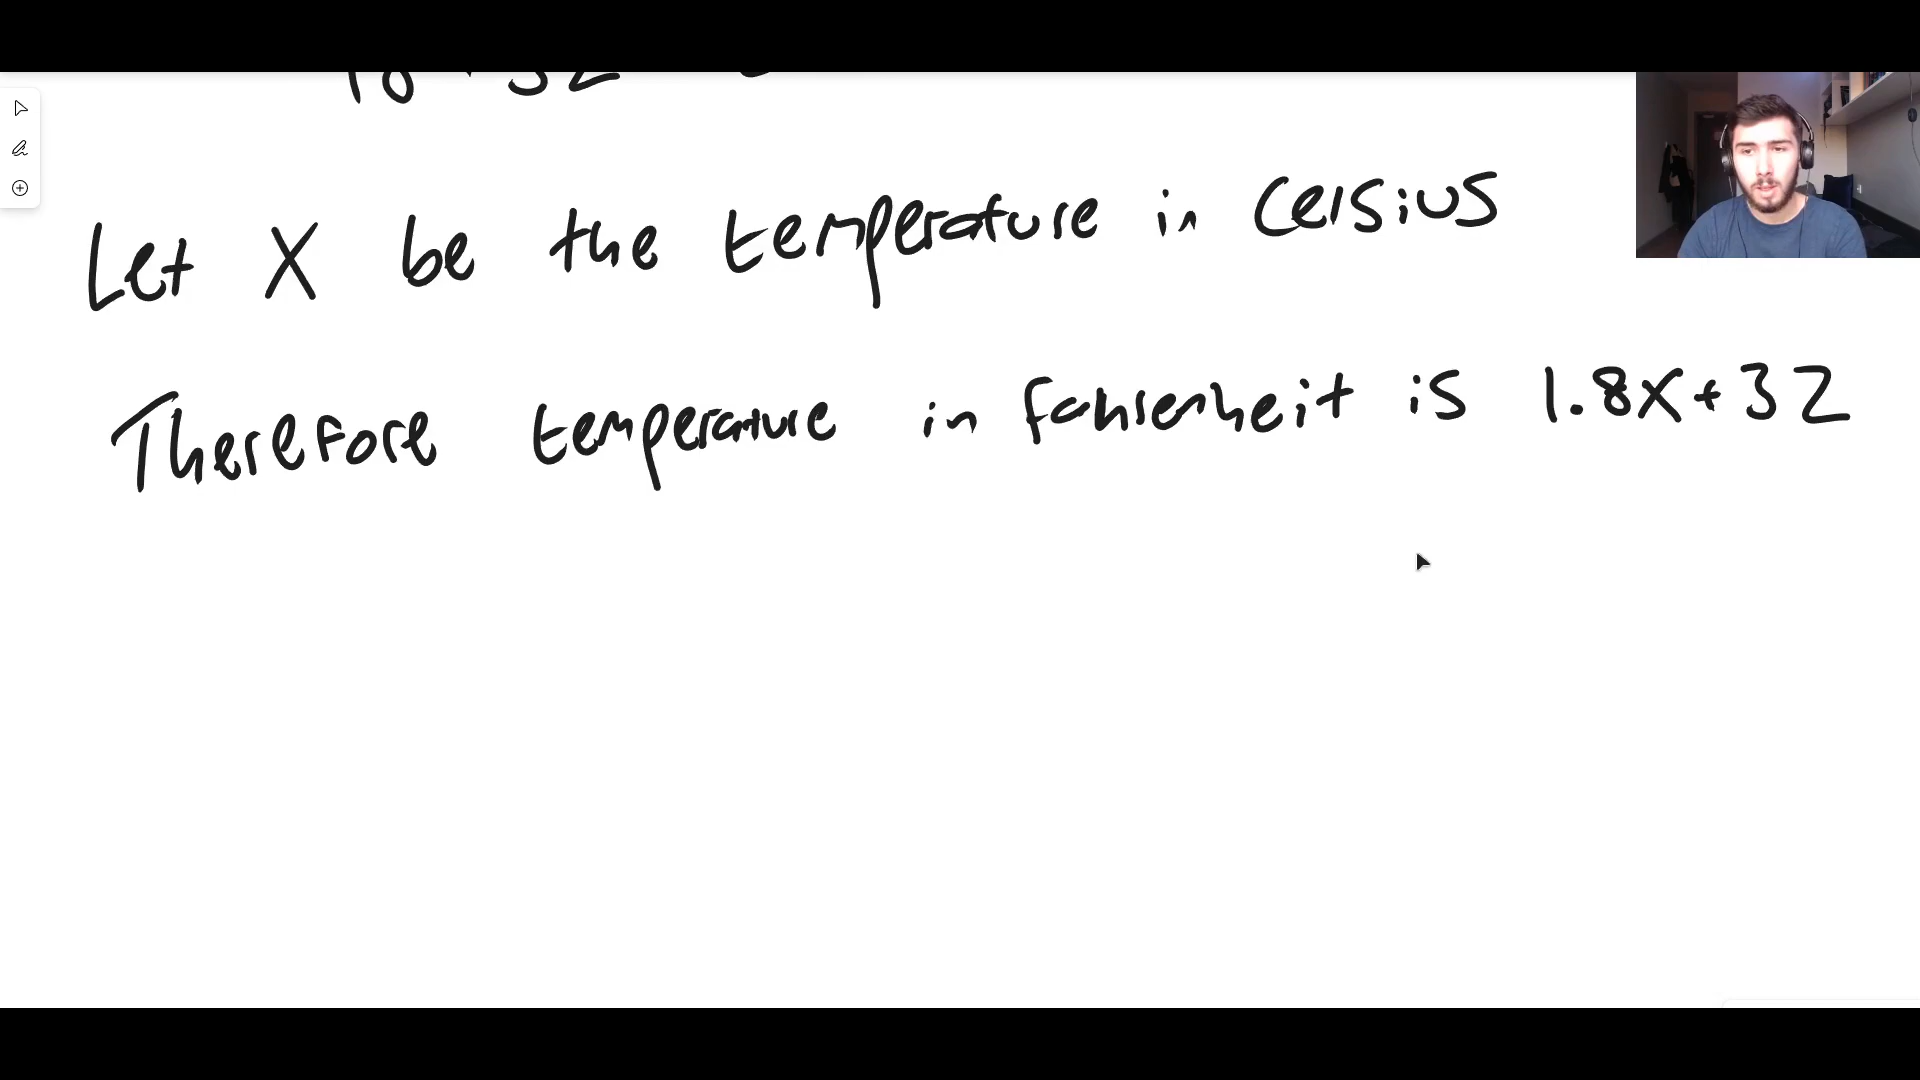 Let X be the temperature in Celsius
Therefore temperature in fahrenheit is 1.8X+32